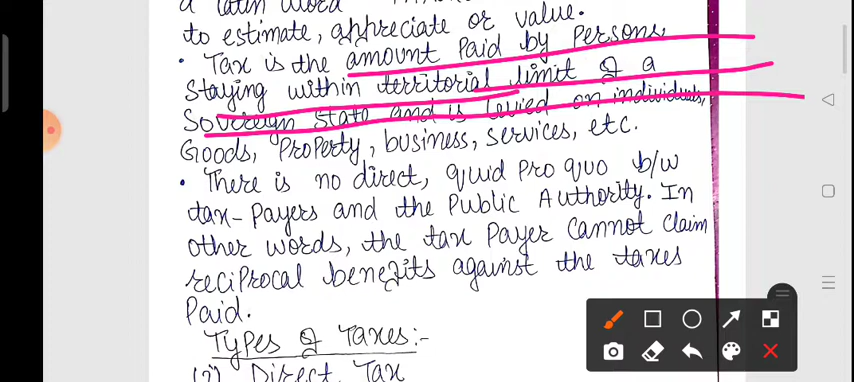 a Latin word
to estimate, appreciate or value.
• Tax is the amount Paid by Persons
Staying within territorial limit of a
Sovereign State and is levied on individuals,
Goods, Property, business, services, etc.
• There is no direct, quid pro quo b/w
tax-Payers and the Public Authority. In
other words, the tax Payer cannot claim
reciprocal benefits against the taxes
Paid.
Types of Taxes:-
(i) Direct Tax